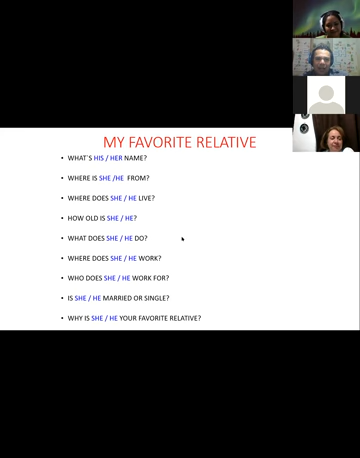 MY FAVORITE RELATIVE
• WHAT´S HIS / HER NAME?
• WHERE IS SHE /HE  FROM?
• WHERE DOES SHE / HE LIVE?
• HOW OLD IS SHE / HE?
• WHAT DOES SHE / HE DO?
• WHERE DOES SHE / HE WORK?
• WHO DOES SHE / HE WORK FOR?
• IS SHE / HE MARRIED OR SINGLE?
• WHY IS SHE / HE YOUR FAVORITE RELATIVE?